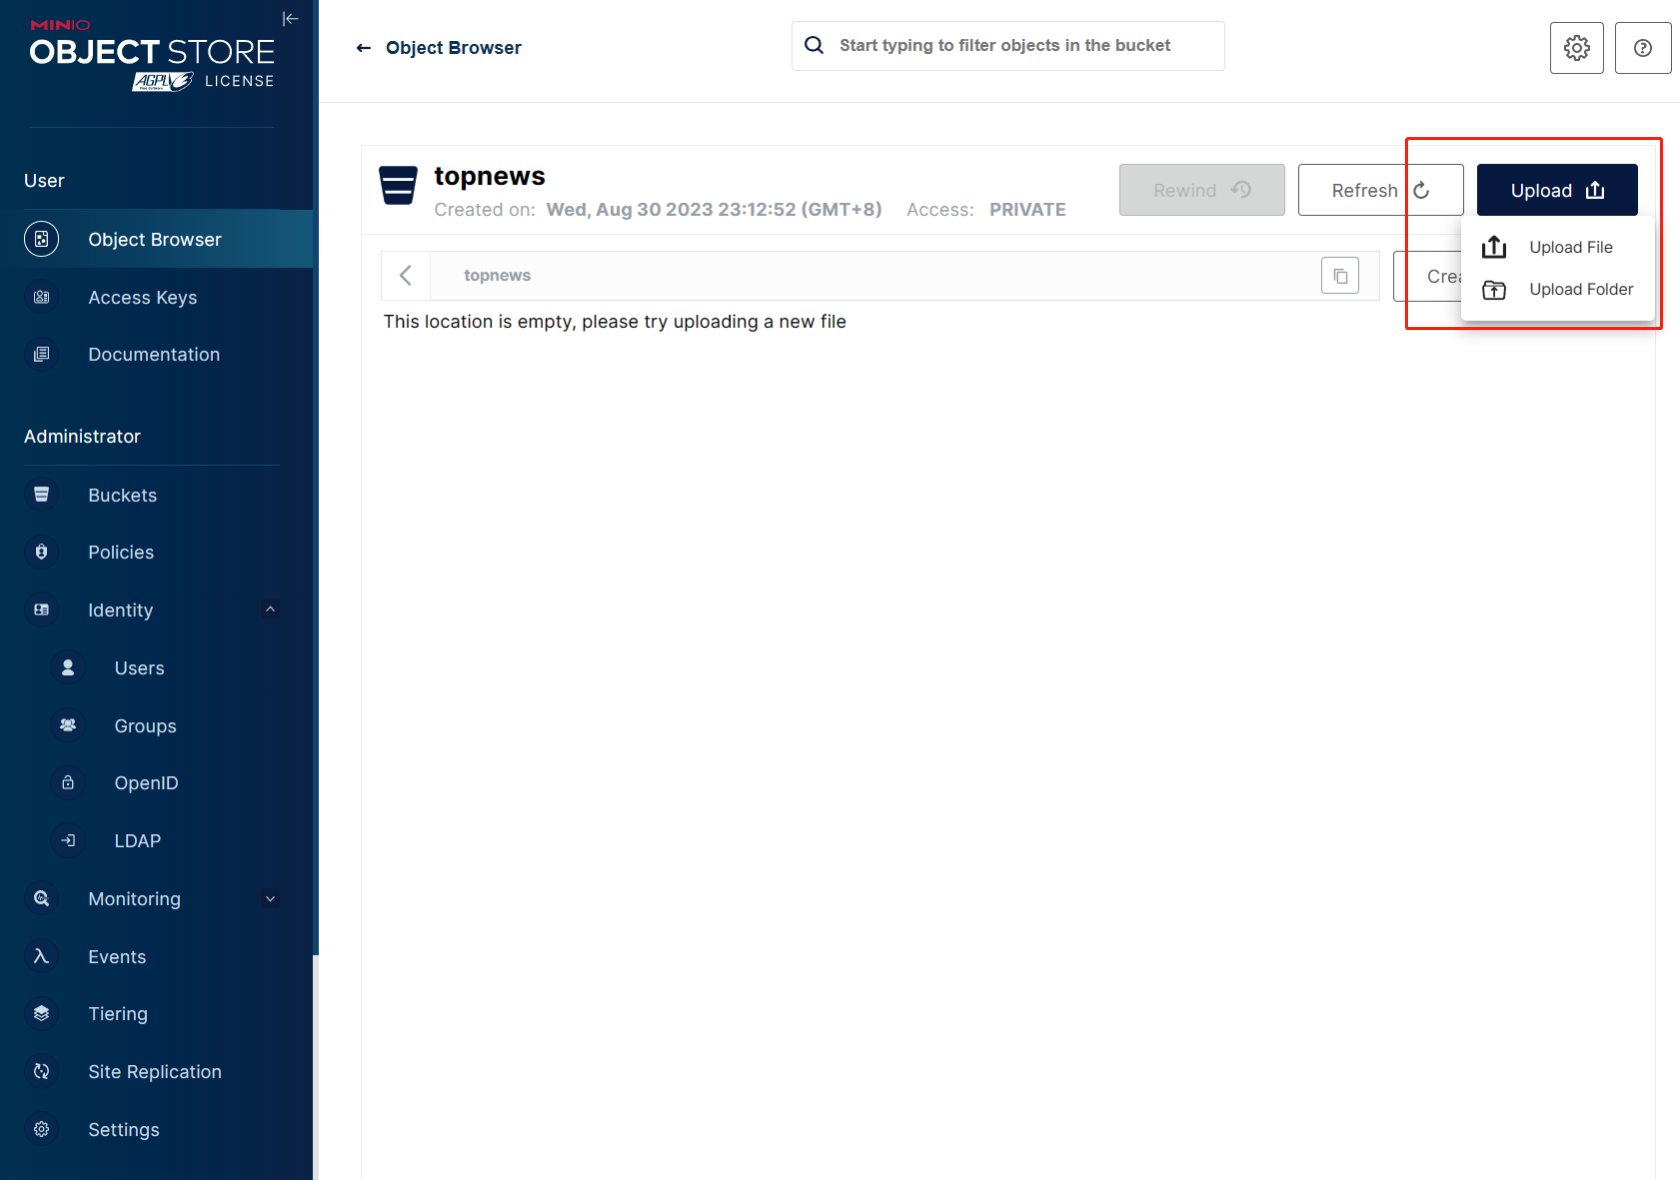 MINIO
OBJECT STORE
AGPL V3 LICENSE
User
Object Browser
Access Keys
Documentation
Administrator
Buckets
Policies
Identity
Users
Groups
OpenID
LDAP
Monitoring
Events
Tiering
Site Replication
Settings
Object Browser
Start typing to filter objects in the bucket
topnews
Created on: Wed, Aug 30 2023 23:12:52 (GMT+8) Access: PRIVATE
Rewind
Refresh
Upload
Upload File
Upload Folder
topnews
Crea
This location is empty, please try uploading a new file